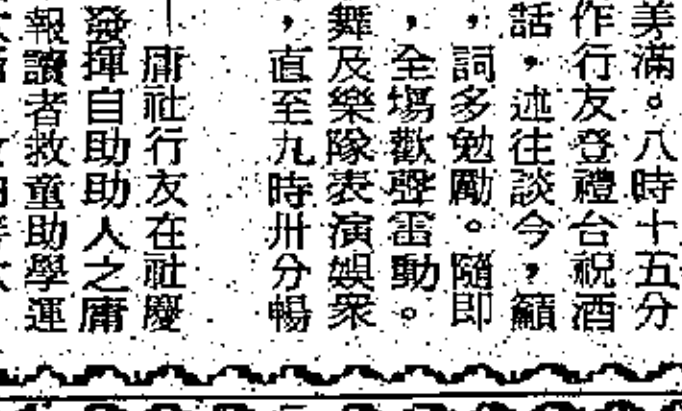 美滿。八時十五分
作行友登禮台祝酒
話，述往談今，籲
，詞多勉勵。隨即
，全場歡聲雷動。
舞及樂隊表演娛衆
，直至九時卅分暢
庸社行友在社慶
發揮自助助人之庸
報讀者救童助學運